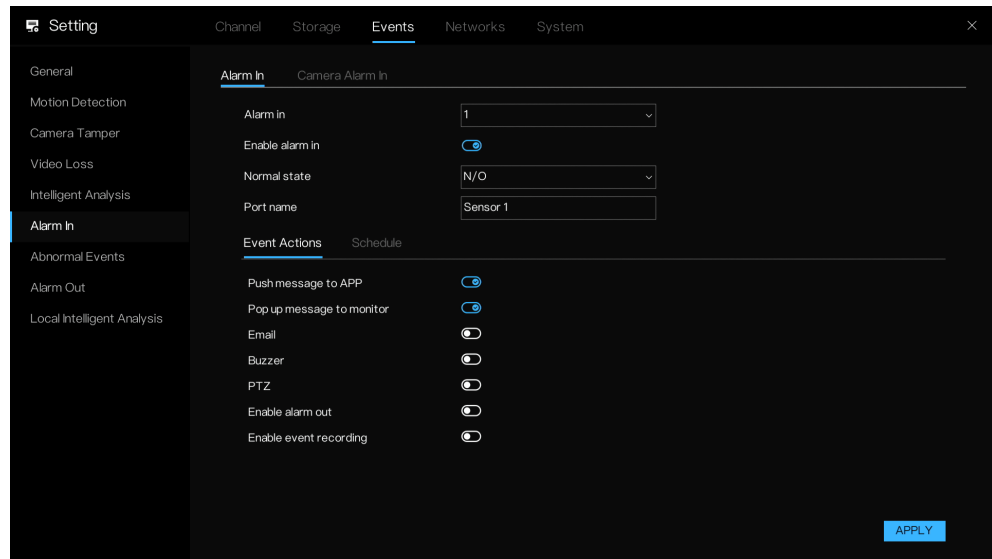 Setting
Channel Storage Events Networks System
General
Motion Detection
Camera Tamper
Video Loss
Intelligent Analysis
Alarm In
Abnormal Events
Alarm Out
Local Intelligent Analysis
Alarm In Camera Alarm In
Alarm in 1
Enable alarm in
Normal state N/O
Port name Sensor 1
Event Actions Schedule
Push message to APP
Pop up message to monitor
Email
Buzzer
PTZ
Enable alarm out
Enable event recording
APPLY